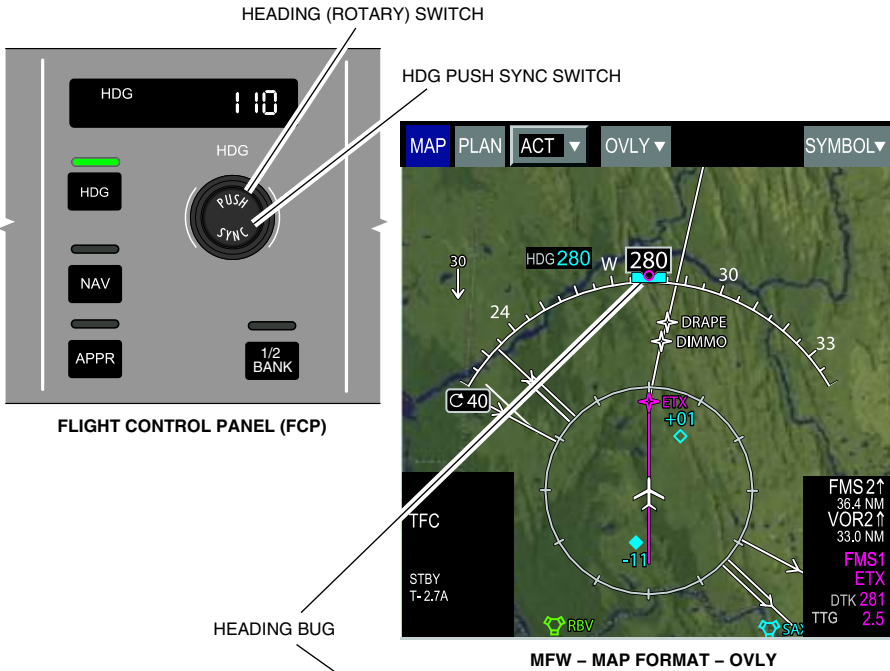 HEADING (ROTARY) SWITCH
HDG PUSH SYNC SWITCH
HDG 110
HDG
PUSH
SYNC
HDG
NAV
APPR
1/2
BANK
FLIGHT CONTROL PANEL (FCP)
MAP PLAN ACT ▼ OVLY ▼ SYMBOL▼
30
HDG 280 W 280 30
24
33
DRAPE
DIMMO
C 40
ETX
+01
-11
TFC
STBY
T- 2.7A
FMS 2↑
36.4 NM
VOR2⇑
33.0 NM
FMS1
ETX
DTK 281
TTG 2.5
RBV
SAX
HEADING BUG
MFW – MAP FORMAT – OVLY